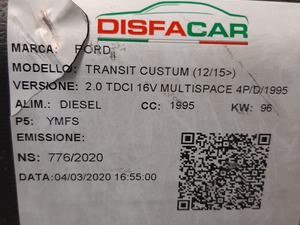 DISFACAR
MARCA: FORD
MODELLO: TRANSIT CUSTUM (12/15>)
VERSIONE: 2.0 TDCI 16V MULTISPACE 4P/D/1995
ALIM.: DIESEL CC: 1995 KW: 96
P5: YMFS
EMISSIONE:
NS: 776/2020
DATA:04/03/2020 16:55:00